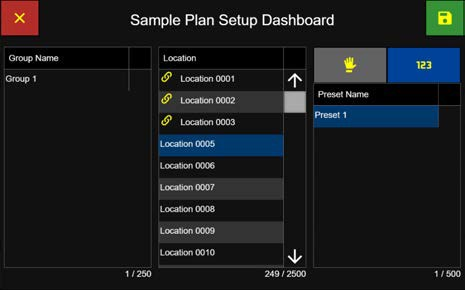 Sample Plan Setup Dashboard
Group Name
Group 1
1 / 250
Location
Location 0001
Location 0002
Location 0003
Location 0005
Location 0006
Location 0007
Location 0008
Location 0009
Location 0010
249 / 2500
123
Preset Name
Preset 1
1 / 500